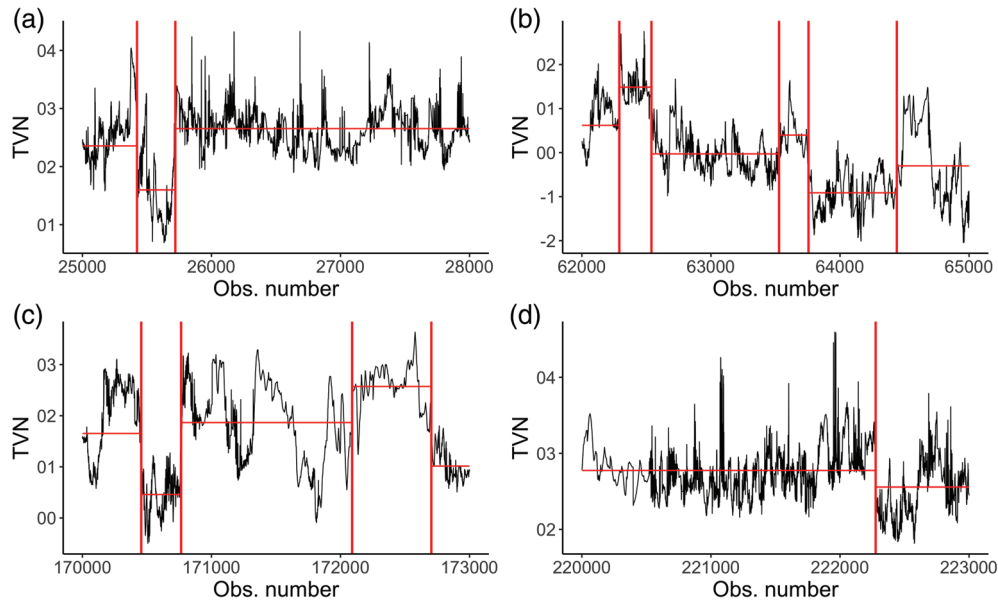 (a)
TVN
04
03
02
01
25000 26000 27000 28000
Obs. number
(b)
TVN
02
01
00
-1
-2
62000 63000 64000 65000
Obs. number
(c)
TVN
03
02
01
00
170000 171000 172000 173000
Obs. number
(d)
TVN
04
03
02
220000 221000 222000 223000
Obs. number